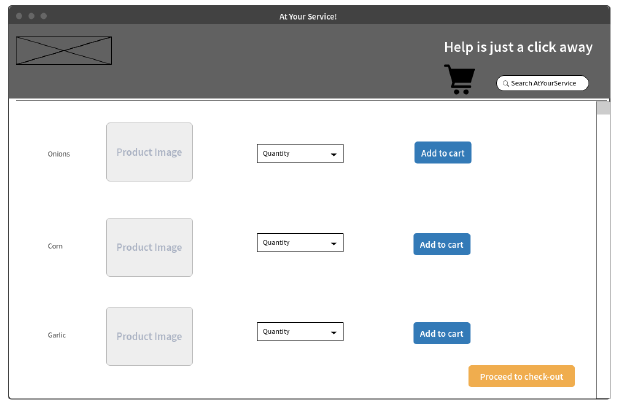 At Your Service!
Help is just a click away
Search AtYourService
Onions
Product Image
Quantity
Add to cart
Corn
Product Image
Quantity
Add to cart
Garlic
Product Image
Quantity
Add to cart
Proceed to check-out